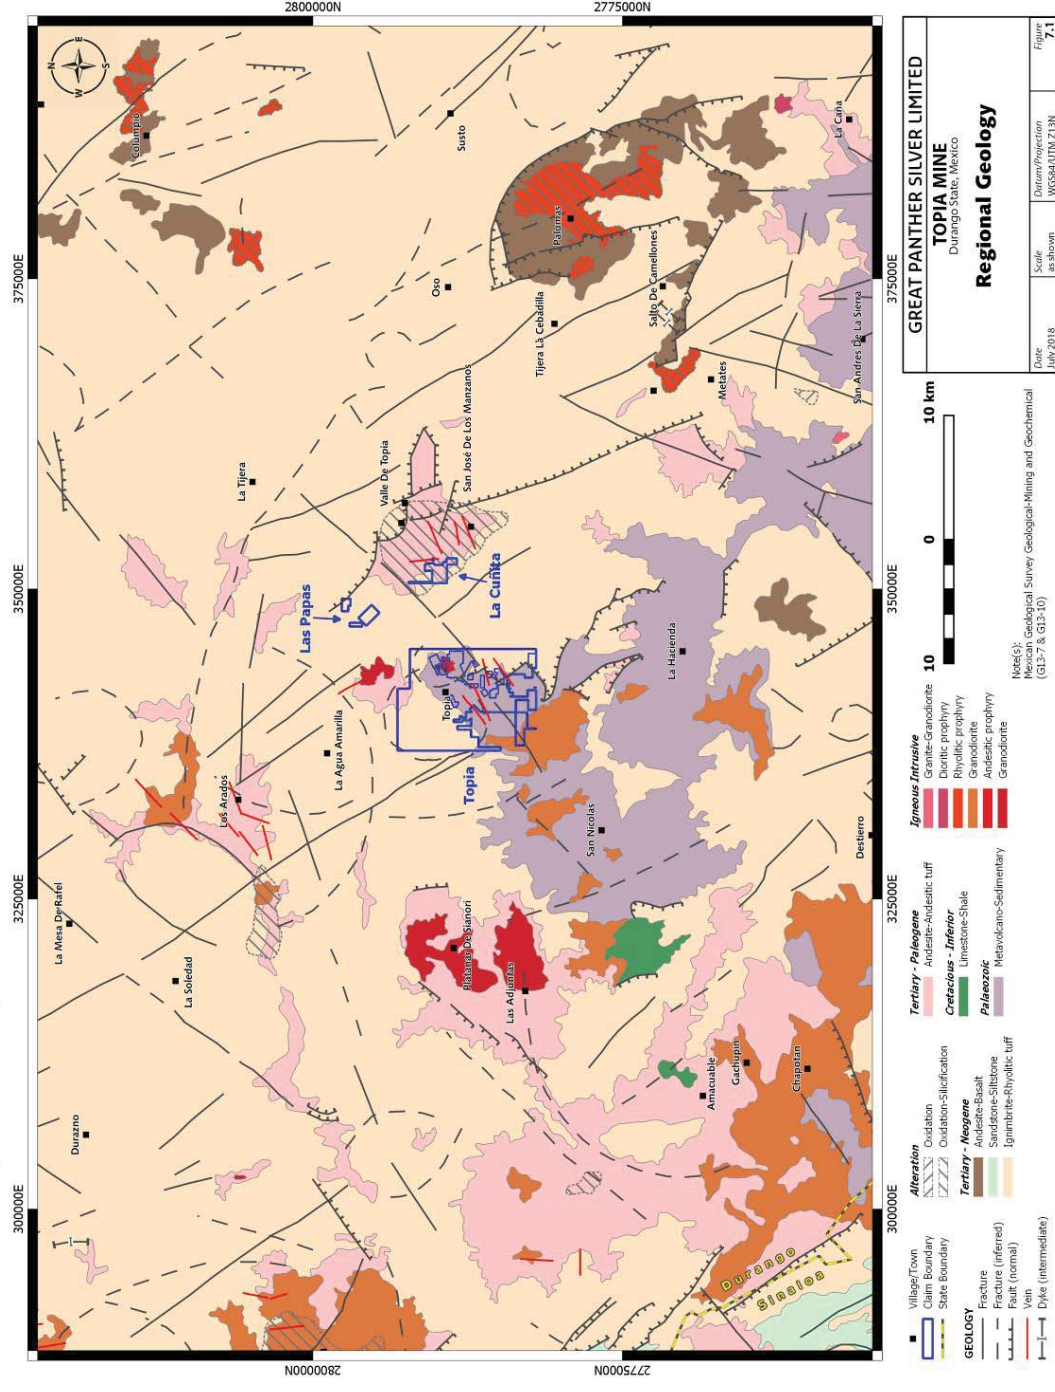 2800000N
2775000N
375000E
350000E
325000E
300000E
375000E
350000E
325000E
300000E
2800000N
2775000N
N
E
S
W
Columpio
Susto
La Caña
Palomas
Oso
Tijera La Cebadilla
Salto De Camellones
San Andres De La Sierra
Metates
La Tijera
Valle De Topia
San José De Los Manzanos
Las Papas
La Cuñita
La Hacienda
Topia
Topia
La Agua Amarilla
Los Arados
San Nicolas
Destierro
La Mesa De Rafel
La Soledad
Platanar De Sianori
Las Adjuntas
Amacuable
Gachupin
Chapotan
Durazno
Durango
Sinaloa
Village/Town
Claim Boundary
State Boundary
GEOLOGY
Fracture
Fracture (inferred)
Fault (normal)
Vein
Dyke (intermediate)
Alteration
Oxidation
Oxidation-Silicification
Tertiary - Neogene
Andesite-Basalt
Sandstone-Siltstone
Ignimbrite-Rhyolitic tuff
Tertiary - Paleogene
Andesite-Andesitic tuff
Cretacious - Inferior
Limestone-Shale
Palaeozoic
Metavolcano-Sedimentary
Igneous Intrusive
Granite-Granodiorite
Dioritic prophyry
Rhyolitic prophyry
Granodiorite
Andesitic prophyry
Granodiorite
10
0
10 km
Note(s):
Mexican Geological Survey Geological-Mining and Geochemical
(G13-7 & G13-10)
GREAT PANTHER SILVER LIMITED
TOPIA MINE
Durango State, Mexico
Regional Geology
Date
July 2018
Scale
as shown
Datum/Projection
WGS84/UTM Z13N
Figure
7.1